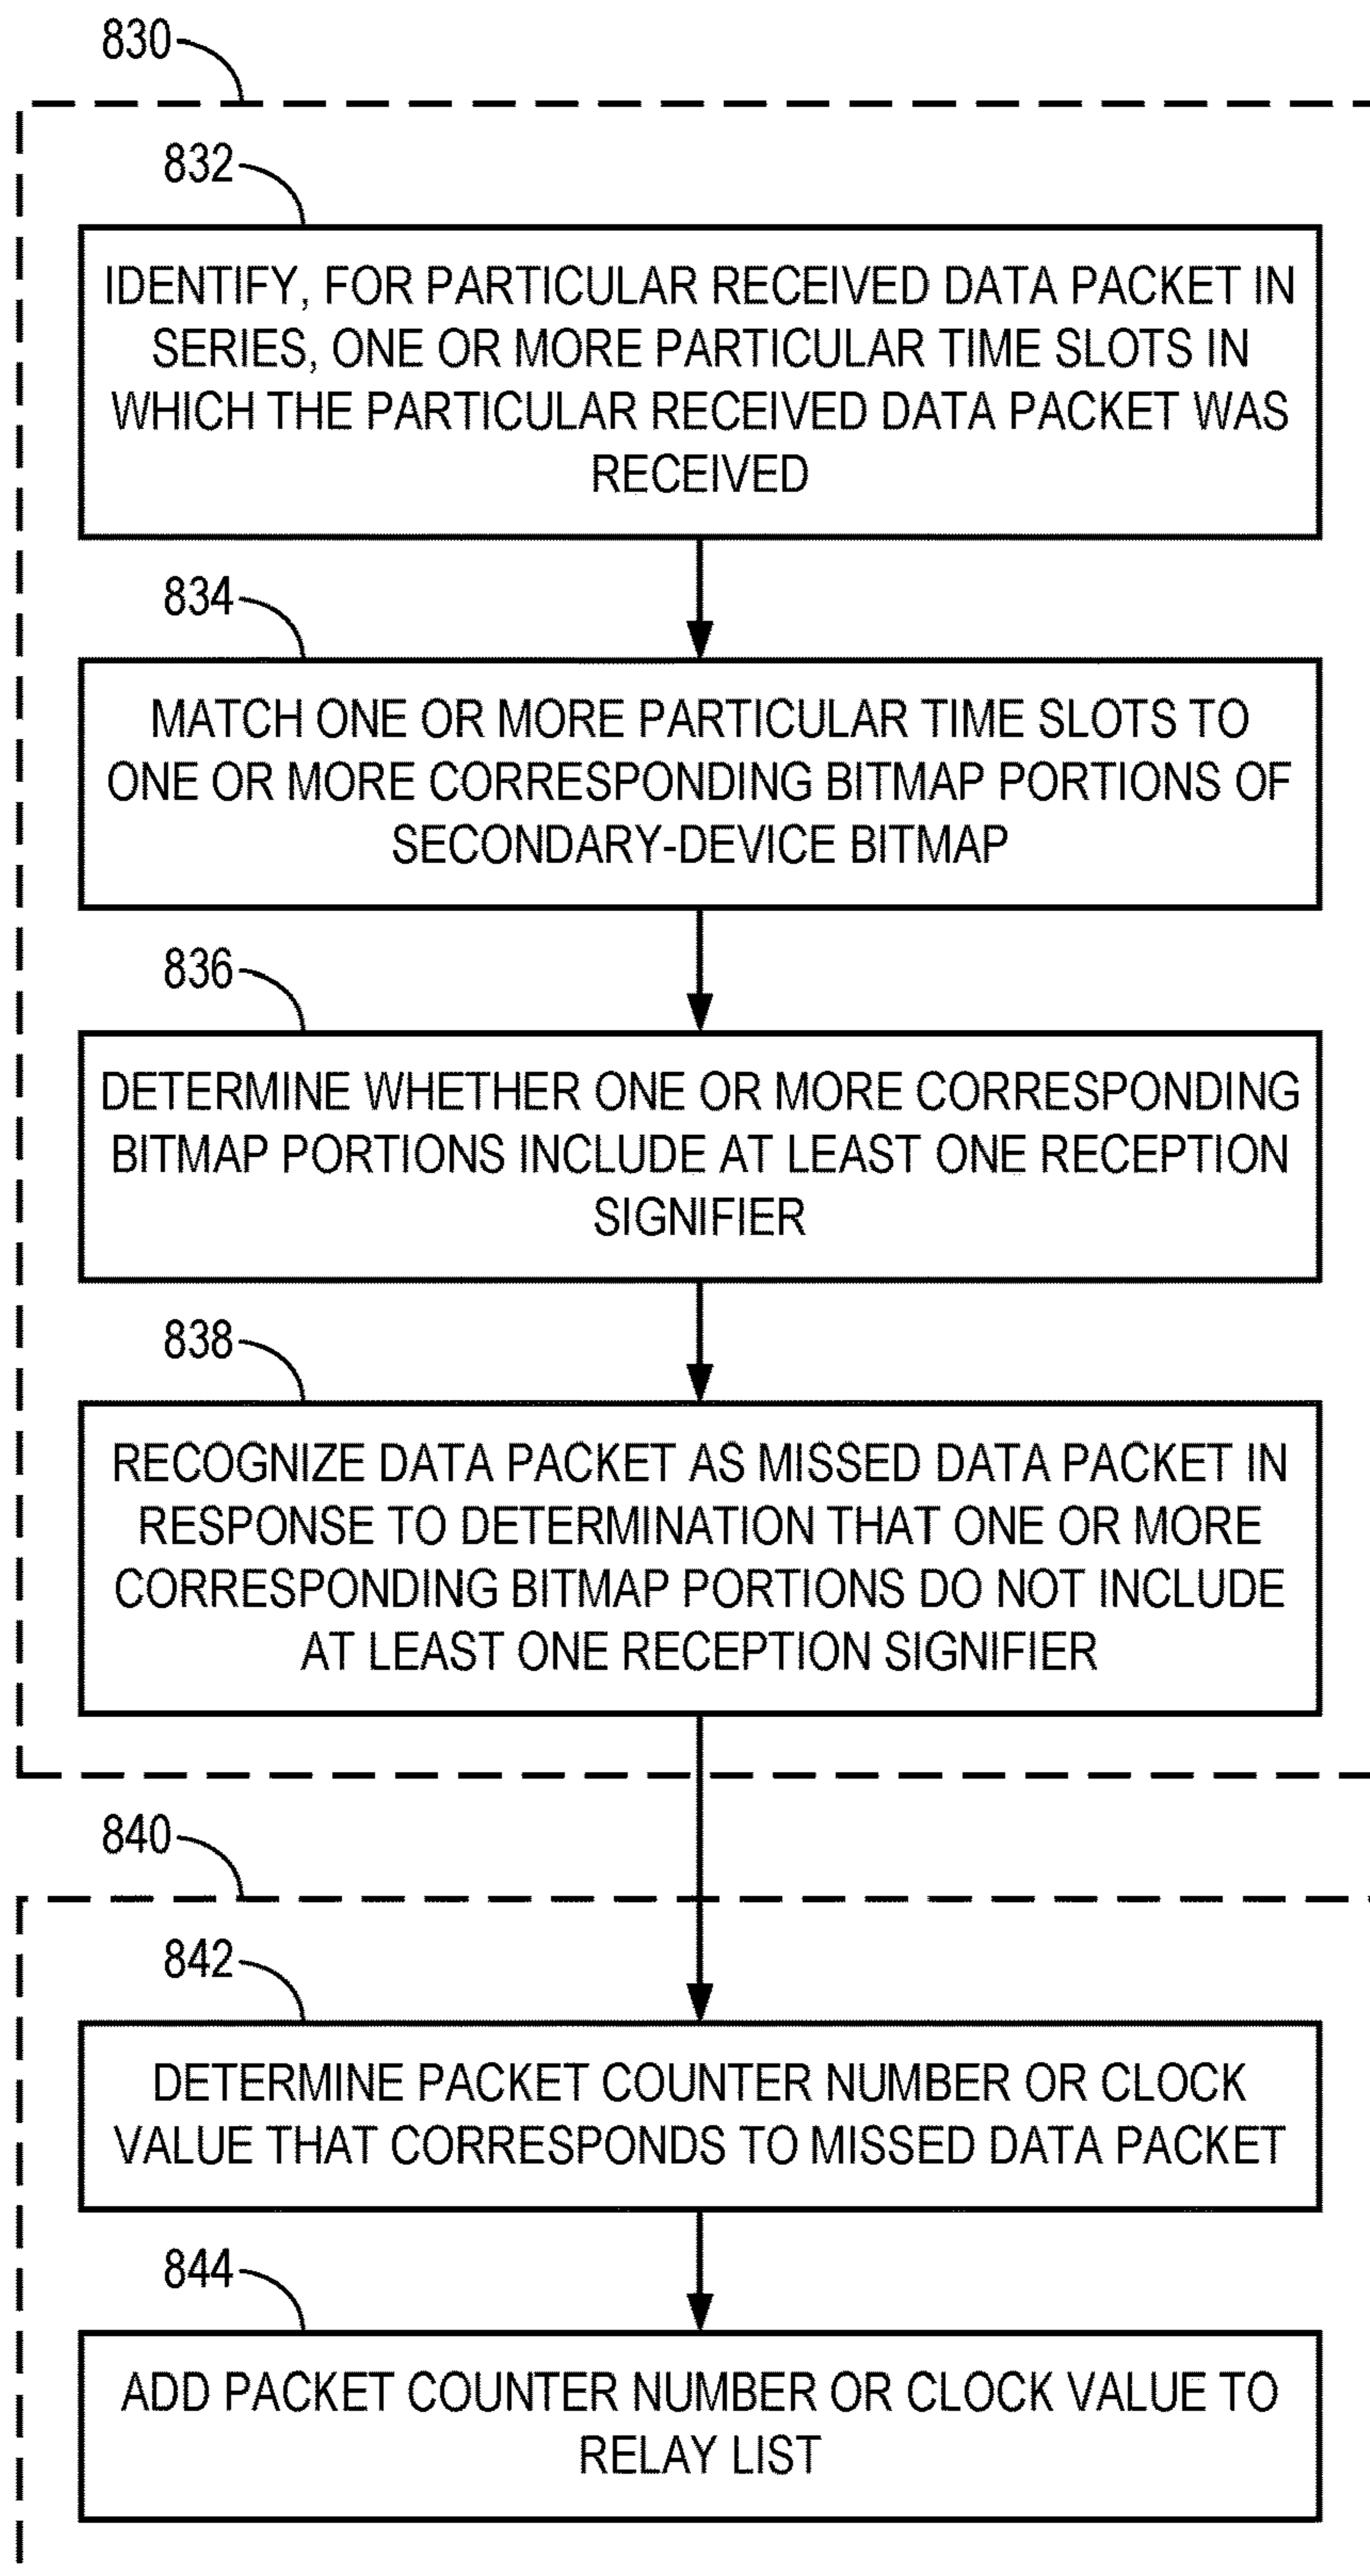 830
832
IDENTIFY, FOR PARTICULAR RECEIVED DATA PACKET IN
SERIES, ONE OR MORE PARTICULAR TIME SLOTS IN
WHICH THE PARTICULAR RECEIVED DATA PACKET WAS
RECEIVED
834
MATCH ONE OR MORE PARTICULAR TIME SLOTS TO
ONE OR MORE CORRESPONDING BITMAP PORTIONS OF
SECONDARY-DEVICE BITMAP
836
DETERMINE WHETHER ONE OR MORE CORRESPONDING
BITMAP PORTIONS INCLUDE AT LEAST ONE RECEPTION
SIGNIFIER
838
RECOGNIZE DATA PACKET AS MISSED DATA PACKET IN
RESPONSE TO DETERMINATION THAT ONE OR MORE
CORRESPONDING BITMAP PORTIONS DO NOT INCLUDE
AT LEAST ONE RECEPTION SIGNIFIER
840
842
DETERMINE PACKET COUNTER NUMBER OR CLOCK
VALUE THAT CORRESPONDS TO MISSED DATA PACKET
844
ADD PACKET COUNTER NUMBER OR CLOCK VALUE TO
RELAY LIST